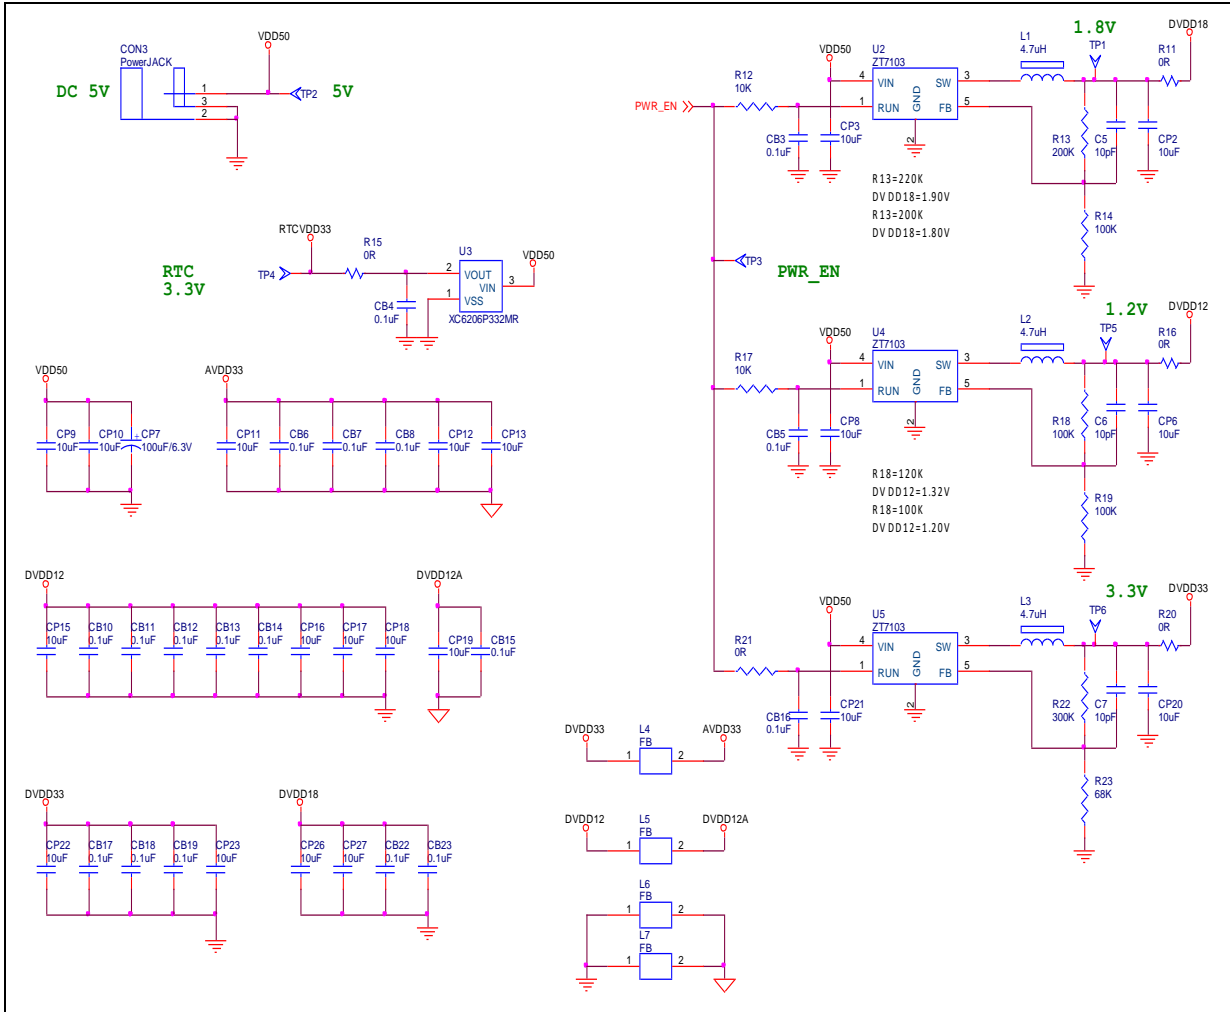 CON3
PowerJACK
DC 5V
1
3
2
VDD50
TP2
5V
RTCVDD33
RTC
3.3V
TP4
R15
0R
CB4
0.1uF
U3
2
VOUT
VIN
3
1
VSS
XC6206P332MR
VDD50
PWR_EN
R12
10K
CB3
0.1uF
VDD50
CP3
10uF
U2
ZT7103
4
VIN
SW
3
1
RUN
GND
FB
5
2
L1
4.7uH
1.8V
TP1
R11
0R
DVDD18
R13
200K
C5
10pF
CP2
10uF
R14
100K
R13=220K
DVDD18=1.90V
R13=200K
DVDD18=1.80V
TP3
PWR_EN
R17
10K
CB5
0.1uF
VDD50
CP8
10uF
U4
ZT7103
4
VIN
SW
3
1
RUN
GND
FB
5
2
L2
4.7uH
1.2V
TP5
R16
0R
DVDD12
R18
100K
C6
10pF
CP6
10uF
R19
100K
R18=120K
DVDD12=1.32V
R18=100K
DVDD12=1.20V
R21
0R
CB16
0.1uF
VDD50
CP21
10uF
U5
ZT7103
4
VIN
SW
3
1
RUN
GND
FB
5
2
L3
4.7uH
3.3V
TP6
R20
0R
DVDD33
R22
300K
C7
10pF
CP20
10uF
R23
68K
VDD50
CP9
10uF
CP10
10uF
+
CP7
100uF/6.3V
AVDD33
CP11
10uF
CB6
0.1uF
CB7
0.1uF
CB8
0.1uF
CP12
10uF
CP13
10uF
DVDD12
CP15
10uF
CB10
0.1uF
CB11
0.1uF
CB12
0.1uF
CB13
0.1uF
CB14
0.1uF
CP16
10uF
CP17
10uF
CP18
10uF
DVDD12A
CP19
10uF
CB15
0.1uF
DVDD33
CP22
10uF
CB17
0.1uF
CB18
0.1uF
CB19
0.1uF
CP23
10uF
DVDD18
CP26
10uF
CP27
10uF
CB22
0.1uF
CB23
0.1uF
DVDD33
L4
FB
1
2
AVDD33
DVDD12
L5
FB
1
2
DVDD12A
L6
FB
1
2
L7
FB
1
2